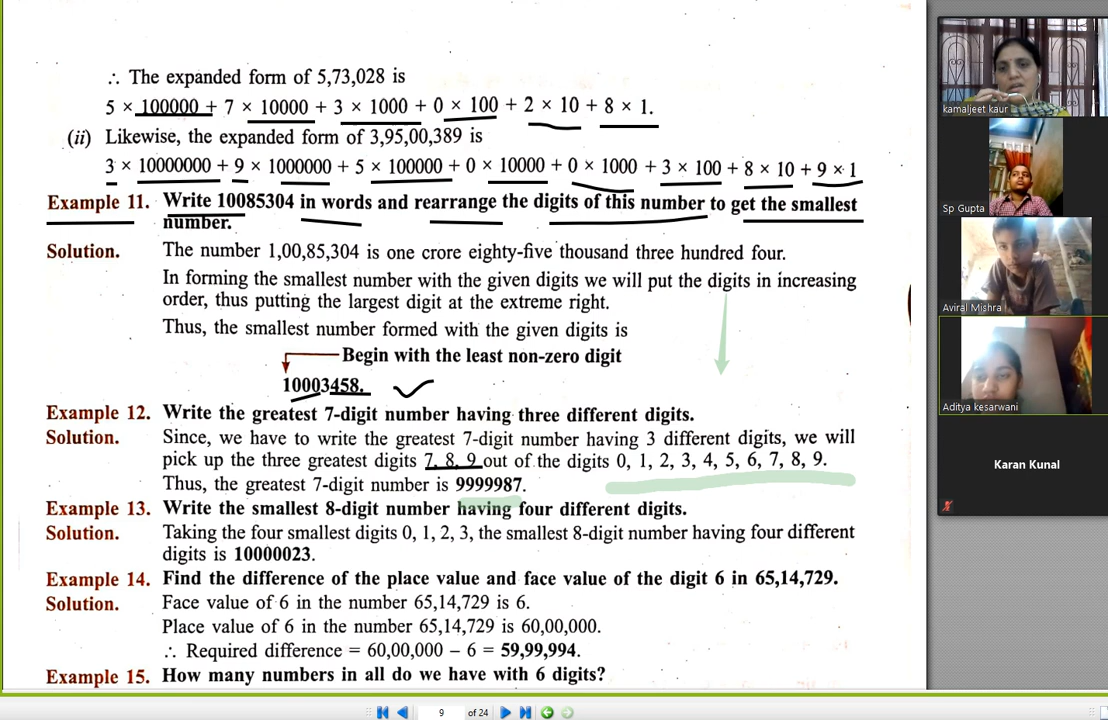 ∴ The expanded form of 5,73,028 is
5 × 100000 + 7 × 10000 + 3 × 1000 + 0 × 100 + 2 × 10 + 8 × 1.
(ii) Likewise, the expanded form of 3,95,00,389 is
3 × 10000000 + 9 × 1000000 + 5 × 100000 + 0 × 10000 + 0 × 1000 + 3 × 100 + 8 × 10 + 9 × 1
Example 11. Write 10085304 in words and rearrange the digits of this number to get the smallest
number.
Solution. The number 1,00,85,304 is one crore eighty-five thousand three hundred four.
In forming the smallest number with the given digits we will put the digits in increasing
order, thus putting the largest digit at the extreme right.
Thus, the smallest number formed with the given digits is
Begin with the least non-zero digit
10003458.
Example 12. Write the greatest 7-digit number having three different digits.
Solution. Since, we have to write the greatest 7-digit number having 3 different digits, we will
pick up the three greatest digits 7, 8, 9 out of the digits 0, 1, 2, 3, 4, 5, 6, 7, 8, 9.
Thus, the greatest 7-digit number is 9999987.
Example 13. Write the smallest 8-digit number having four different digits.
Solution. Taking the four smallest digits 0, 1, 2, 3, the smallest 8-digit number having four different
digits is 10000023.
Example 14. Find the difference of the place value and face value of the digit 6 in 65,14,729.
Solution. Face value of 6 in the number 65,14,729 is 6.
Place value of 6 in the number 65,14,729 is 60,00,000.
∴ Required difference = 60,00,000 – 6 = 59,99,994.
Example 15. How many numbers in all do we have with 6 digits?
9 of 24
kamaljeet kaur
Sp Gupta
Aviral Mishra
Aditya kesarwani
Karan Kunal